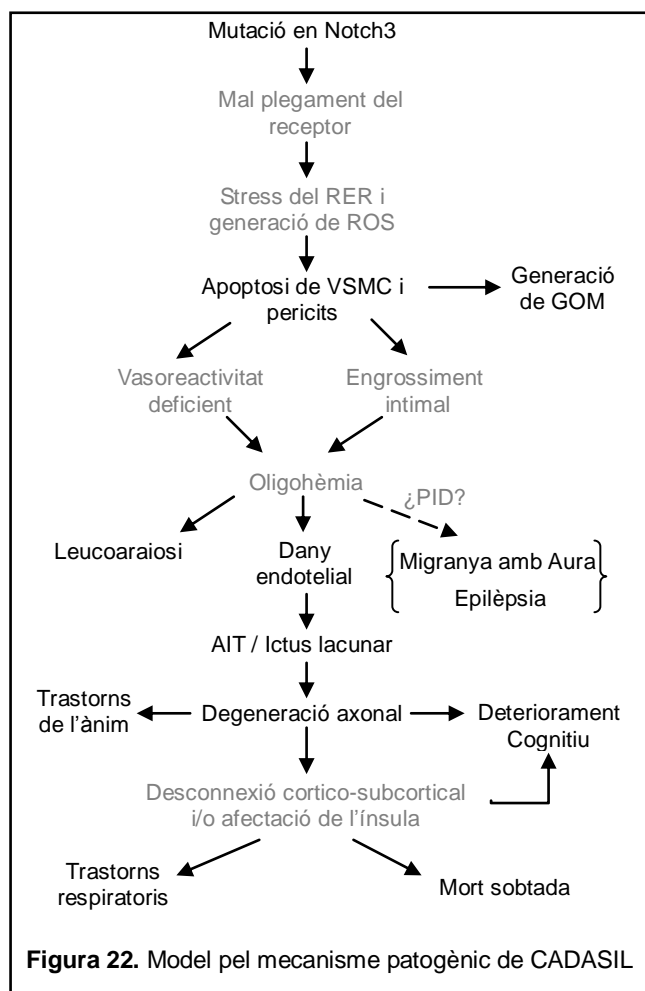 Mutació en Notch3
Mal plegament del
receptor
Stress del RER i
generació de ROS
Apoptosi de VSMC i
pericits
Generació
de GOM
Vasoreactivitat
deficient
Engrossiment
intimal
Oligohèmia
¿PID?
Leucoaraiosi
Dany
endotelial
Migranya amb Aura
Epilèpsia
AIT / Ictus lacunar
Trastorns
de l'ànim
Degeneració axonal
Deteriorament
Cognitiu
Desconnexió cortico-subcortical
i/o afectació de l'ínsula
Trastorns
respiratoris
Mort sobtada
Figura 22. Model pel mecanisme patogènic de CADASIL